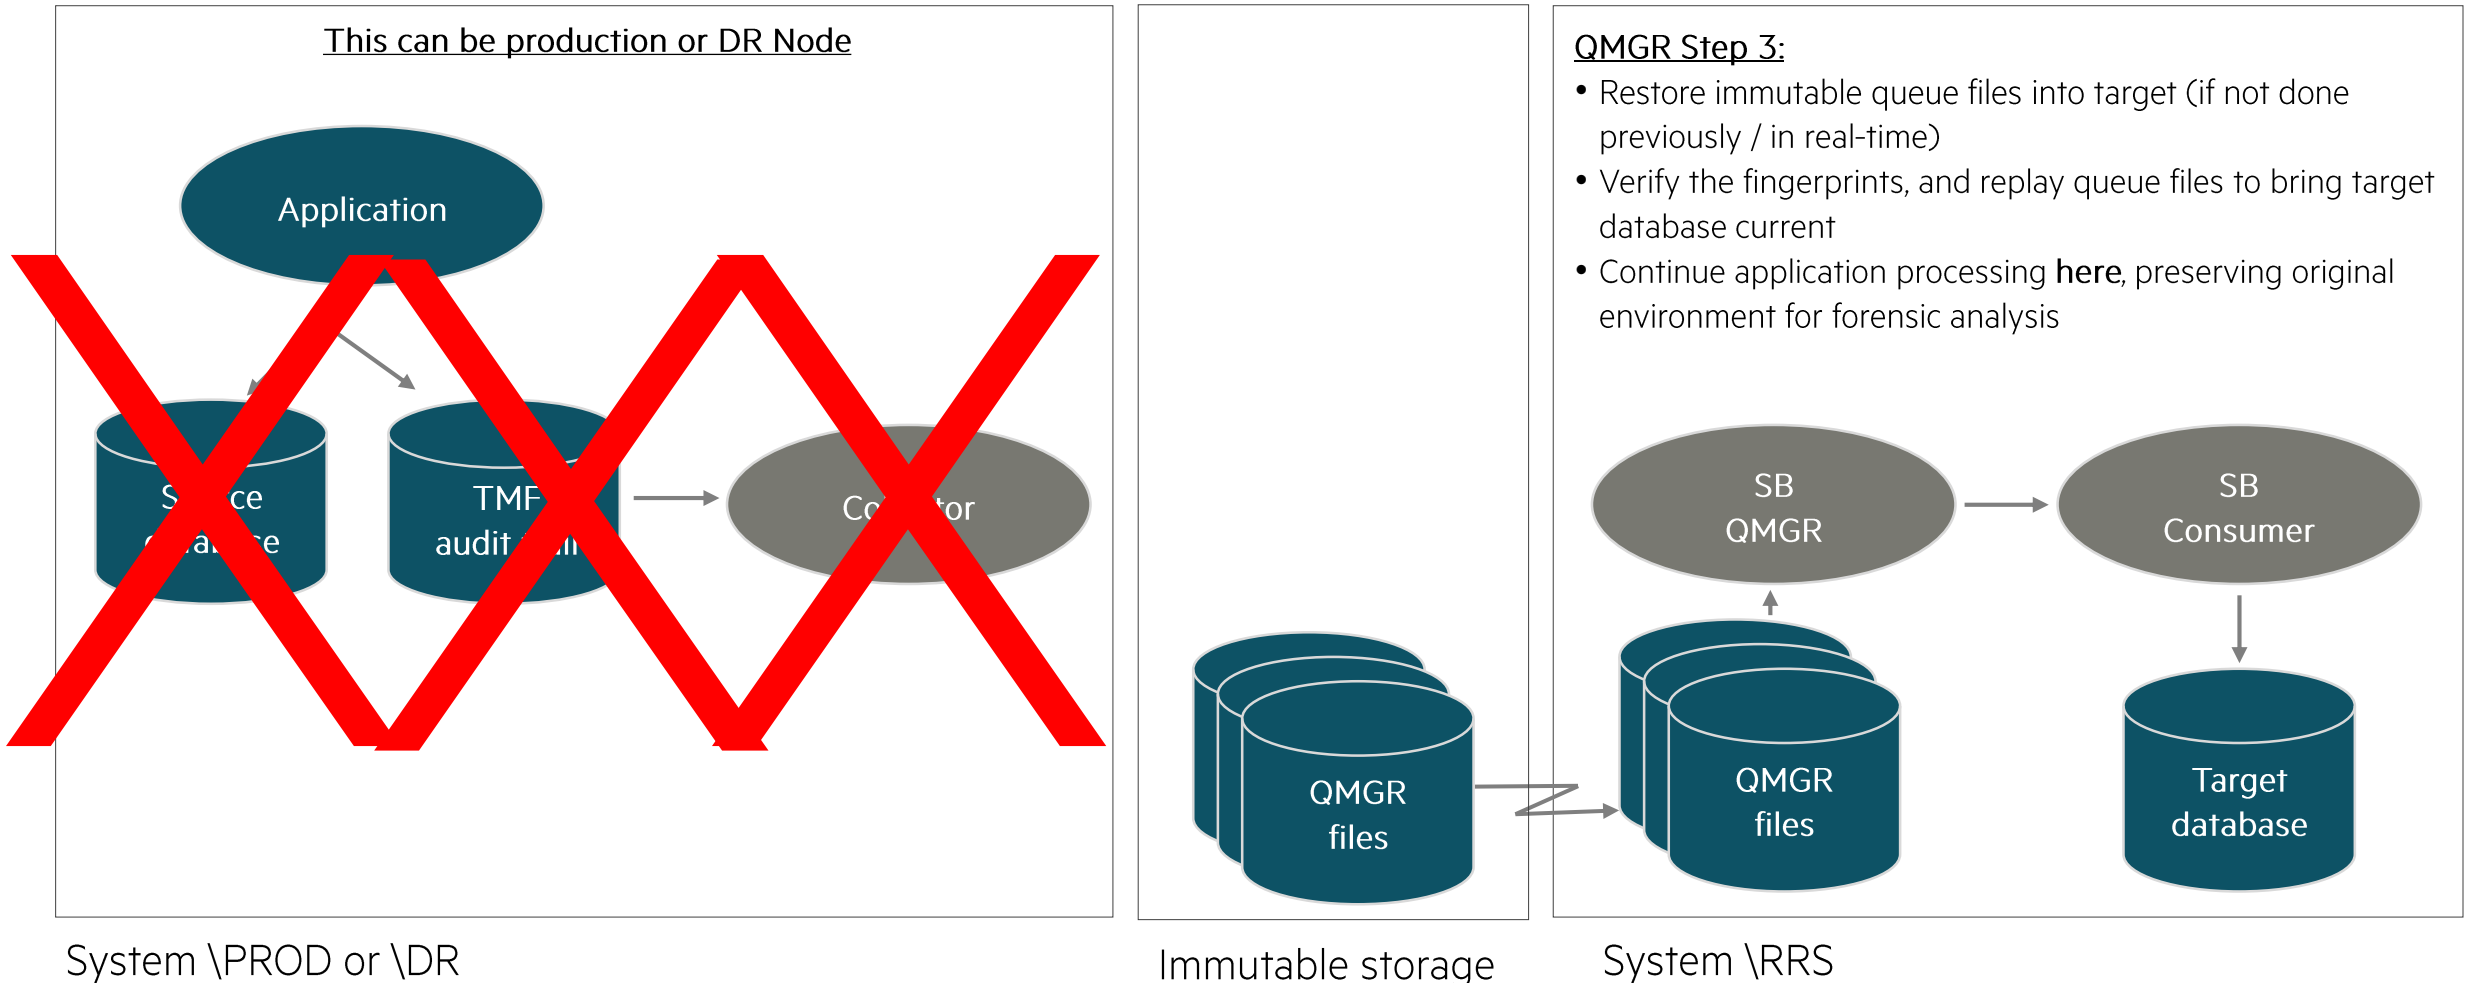 This can be production or DR Node
Application
TMF
audit
QMGR Step 3:
• Restore immutable queue files into target (if not done
previously / in real-time)
• Verify the fingerprints, and replay queue files to bring target
database current
• Continue application processing here, preserving original
environment for forensic analysis
SB
QMGR
SB
Consumer
QMGR
files
QMGR
files
Target
database
System \PROD or \DR
Immutable storage
System \RRS